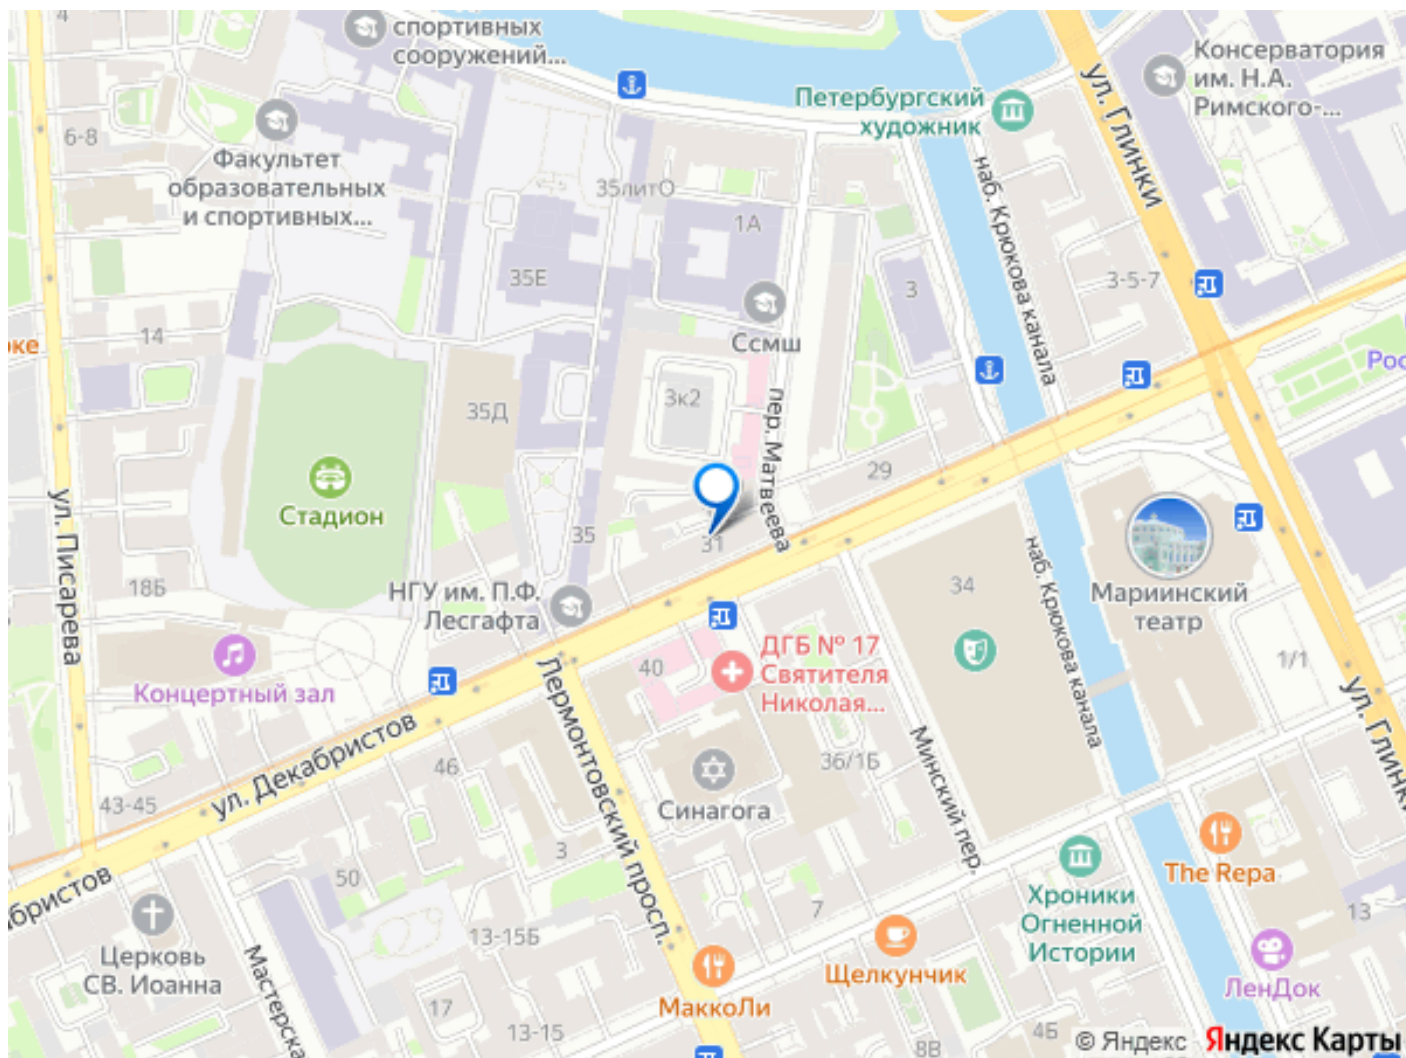 спортивных
сооружений...
Консерватория
им. Н.А.
Римского-...
ул. Глинки
Петербургский
художник
6-8
Факультет
образовательных
и спортивных...
35литО
1А
наб. Крюкова канала
35Е
3
3-5-7
14
Ссмш
оке
Рос
3к2
35Д
пер. Матвеева
29
Стадион
ул. Писарева
35
31
18Б
НГУ им. П.Ф.
Лесгафта
34
наб. Крюкова канала
Мариинский
театр
ДГБ № 17
Святителя
Николая...
40
1/1
Концертный зал
ул. Глинки
Лермонтовский просп.
ул. Декабристов
46
36/1Б
Минский пер.
43-45
Синагога
3
50
The Repa
абристов
Хроники
Огненной
Истории
7
13
13-15Б
Церковь
СВ. Иоанна
Мастерска
Щелкунчик
МаккоЛи
ЛенДок
17
13-15
8В
4Б
© Яндекс Яндекс Карты